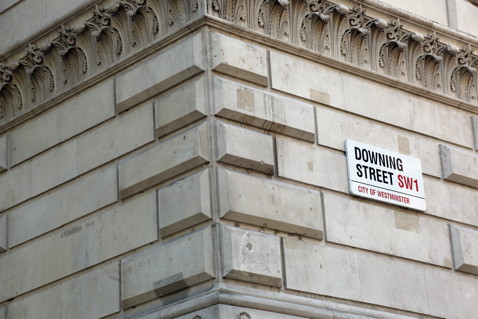 DOWNING
STREET SW1
CITY OF WESTMINSTER